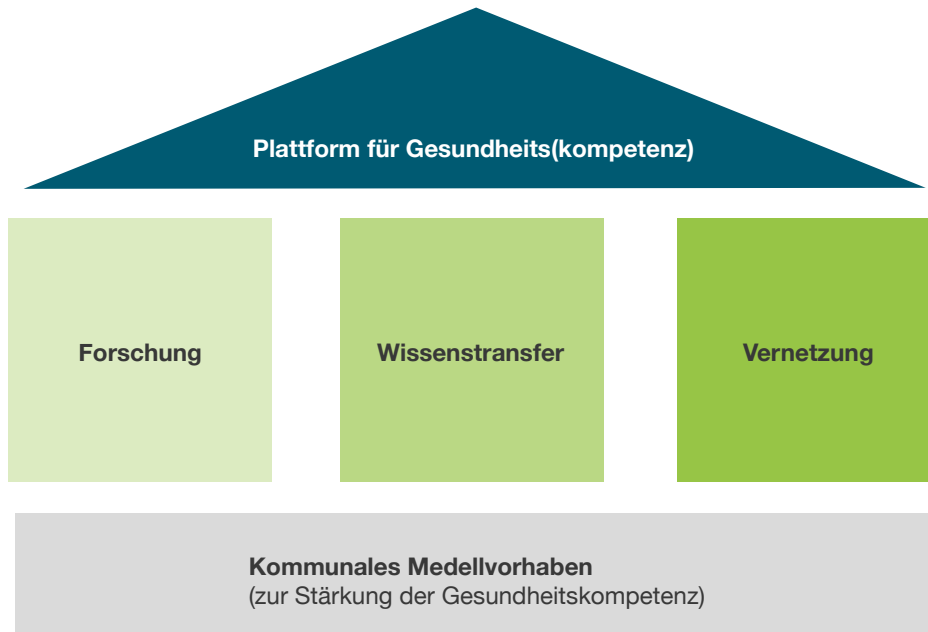 Plattform für Gesundheits(kompetenz)
Forschung
Wissenstransfer
Vernetzung
Kommunales Medellvorhaben
(zur Stärkung der Gesundheitskompetenz)